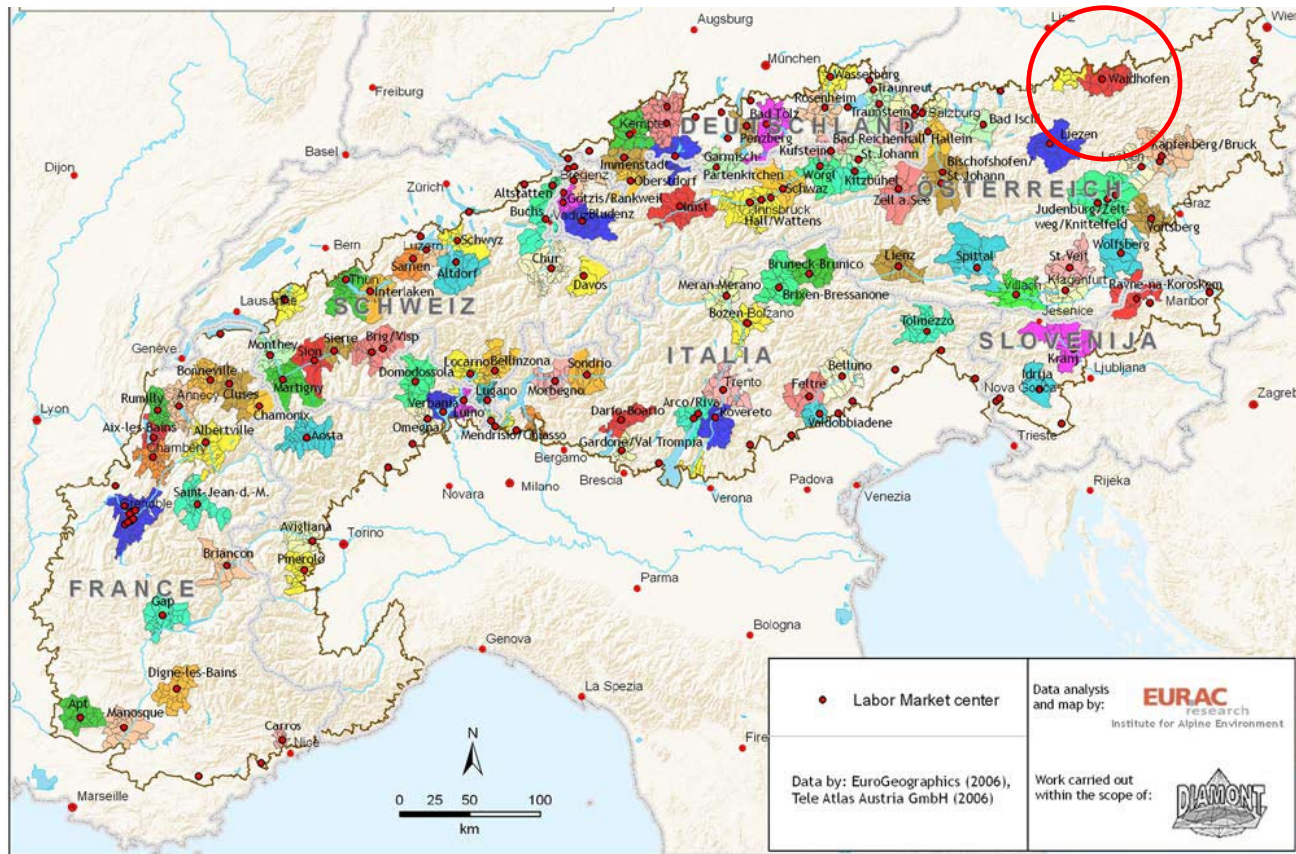 Augsburg
Linz
Wien
München
Wasserburg
Waidhofen
Freiburg
Traunreut
Rosenheim
Traunstein
Salzburg
Kempten
DEUTSCHLAND
Bad Tölz
Bad Ischl
Penzberg
Bad Reichenhall
Hallein
Liezen
Dijon
Basel
Immenstadt
Garmisch-
Partenkirchen
Kufstein
St. Johann
Bischofshofen/
St. Johann
Leoben
Kapfenberg/Bruck
Zürich
Altstätten
Bregenz
Oberstdorf
Wörgl
Kitzbühel
Schwaz
ÖSTERREICH
Götzis/Rankweil
Buchs
Vaduz
Bludenz
Imst
Innsbruck
Hall/Wattens
Zell a.See
Judenburg/Zelt-
weg/Knittelfeld
Graz
Voitsberg
Bern
Luzern
Schwyz
Sarnen
Altdorf
Chur
Davos
Bruneck-Brunico
Lienz
Spittal
St.Veit
Wolfsberg
Thun
Interlaken
Lausanne
SCHWEIZ
Meran-Merano
Brixen-Bressanone
Villach
Klagenfurt
Ravne-na-Koroskem
Maribor
Bozen-Bolzano
Jesenice
Tolmezzo
SLOVENIJA
Genève
Monthey
Sion
Sierre
Brig/Visp
Locarno
Bellinzona
Sondrio
ITALIA
Kranj
Ljubljana
Bonneville
Cluses
Martigny
Domodossola
Lugano
Morbegno
Trento
Belluno
Feltre
Idrija
Nova Gorica
Zagreb
Rumilly
Annecy
Chamonix
Verbania
Luino
Darfo-Boario
Arco/Riva
Rovereto
Valdobbiadene
Lyon
Aix-les-Bains
Albertville
Aosta
Omegna
Mendrisio/Chiasso
Chambéry
Gardone/Val Trompia
Trieste
Bergamo
Brescia
Saint-Jean-d.-M.
Novara
Milano
Verona
Padova
Venezia
Rijeka
Grenoble
Avigliana
Torino
Briancon
Pinerolo
FRANCE
Parma
Gap
Bologna
Genova
Digne-les-Bains
La Spezia
Apt
Manosque
Carros
Nice
Marseille
N
0 25 50 100
km
Labor Market center
Data by: EuroGeographics (2006),
Tele Atlas Austria GmbH (2006)
Data analysis
and map by:
EURAC
research
Institute for Alpine Environment
Work carried out
within the scope of:
DIAMONT